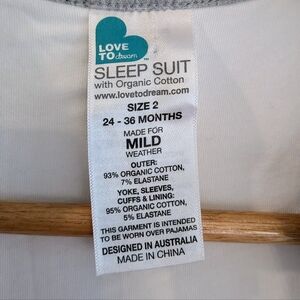 LOVE
TO dream
SLEEP SUIT
with Organic Cotton
www.lovetodream.com
SIZE 2
24 - 36 MONTHS
MADE FOR
MILD
WEATHER
OUTER:
93% ORGANIC COTTON,
7% ELASTANE
YOKE, SLEEVES,
CUFFS & LINING:
95% ORGANIC COTTON,
5% ELASTANE
THIS GARMENT IS INTENDED
TO BE WORN OVER PAJAMAS
DESIGNED IN AUSTRALIA
MADE IN CHINA